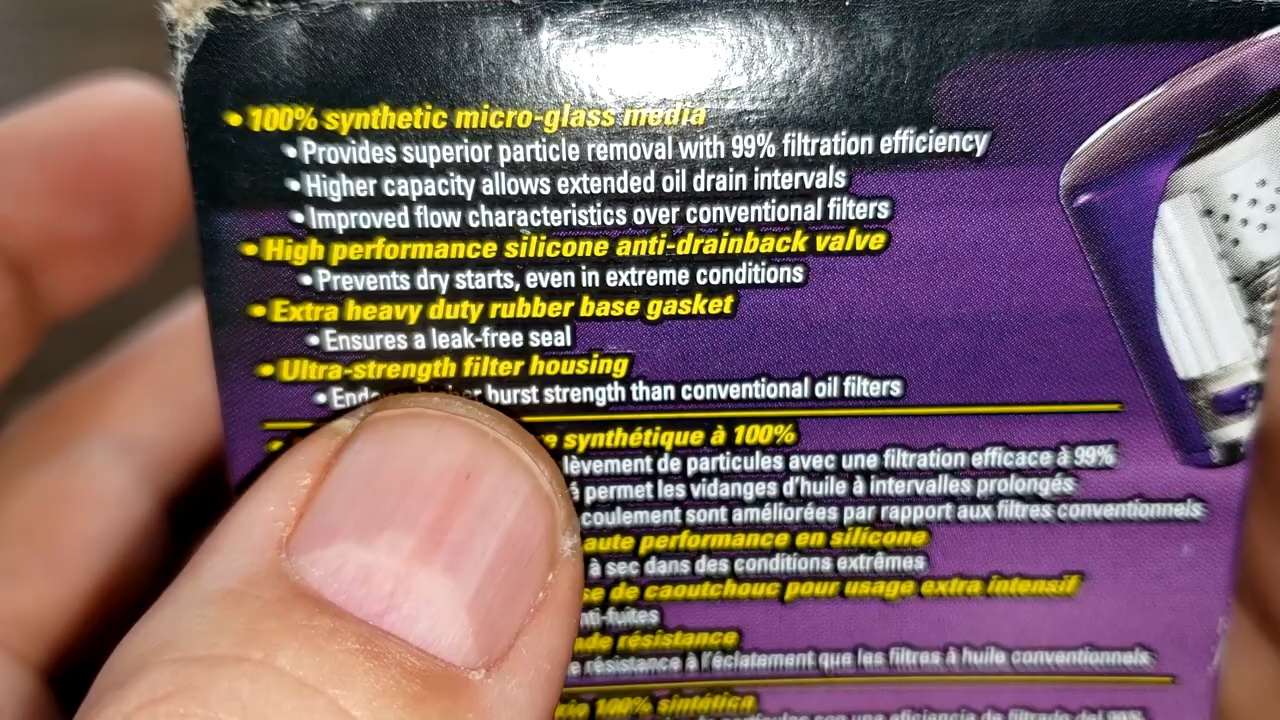 • 100% synthetic micro-glass media
• Provides superior particle removal with 99% filtration efficiency
• Higher capacity allows extended oil drain intervals
• Improved flow characteristics over conventional filters
• High performance silicone anti-drainback valve
• Prevents dry starts, even in extreme conditions
• Extra heavy duty rubber base gasket
• Ensures a leak-free seal
• Ultra-strength filter housing
• burst strength than conventional oil filters
synthétique à 100%
lèvement de particules avec une filtration efficace à 99%
permet les vidanges d'huile à intervalles prolongés
coulement sont améliorées par rapport aux filtres conventionnels
aute performance en silicone
à sec dans des conditions extrêmes
de caoutchouc pour usage extra intensif
nti-fuites
résistance
résistance à l'éclatement que les filtres à huile conventionnels
100% sintética